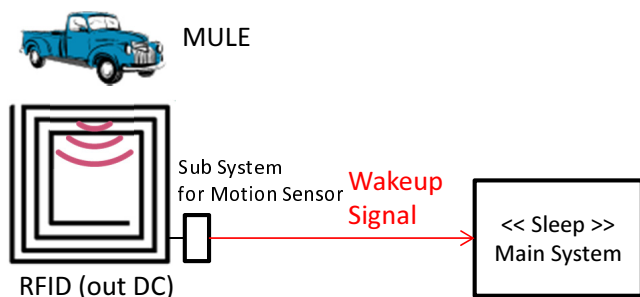 MULE
Sub System
for Motion Sensor
Wakeup
Signal
<< Sleep >>
Main System
RFID (out DC)